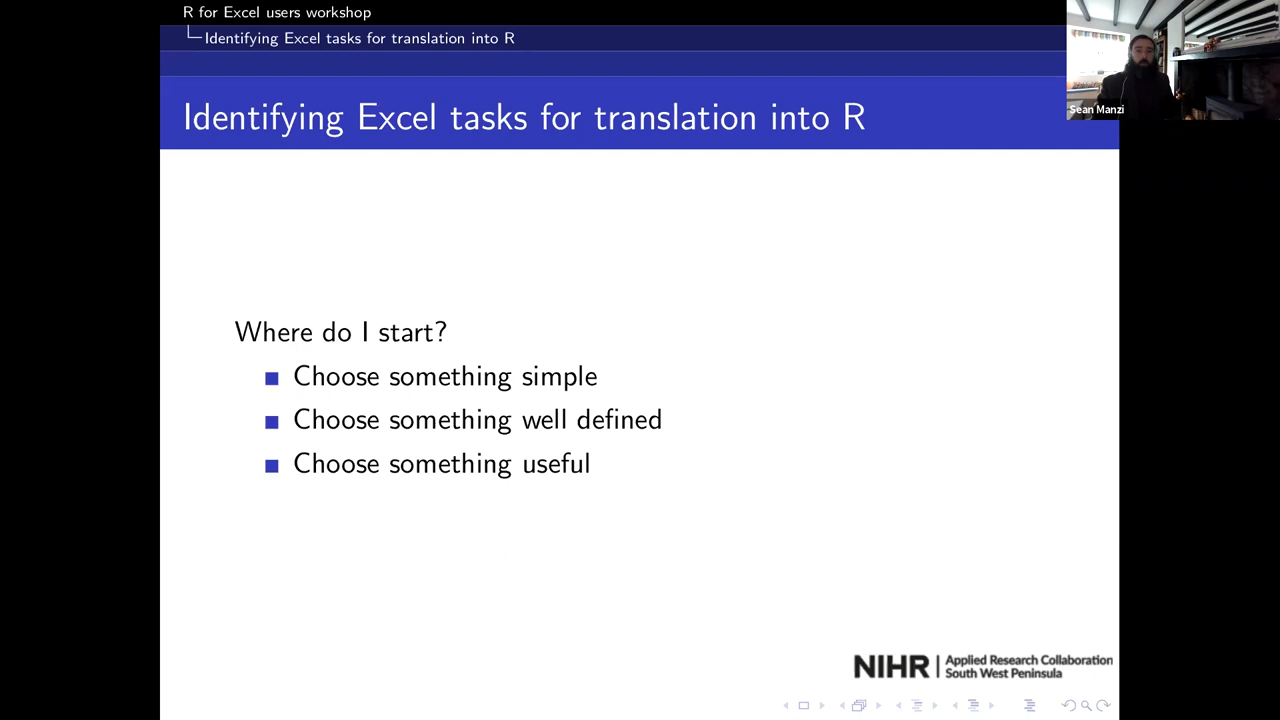 R for Excel users workshop
Identifying Excel tasks for translation into R
Identifying Excel tasks for translation into R
Sean Manzi
Where do I start?
Choose something simple
Choose something well defined
Choose something useful
NIHR | Applied Research Collaboration
South West Peninsula